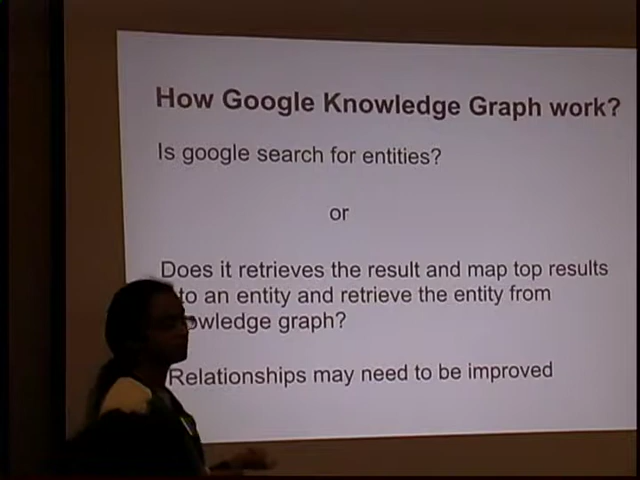 How Google Knowledge Graph work?
Is google search for entities?
or
Does it retrieves the result and map top results
to an entity and retrieve the entity from
graph?
Relationships may need to be improved